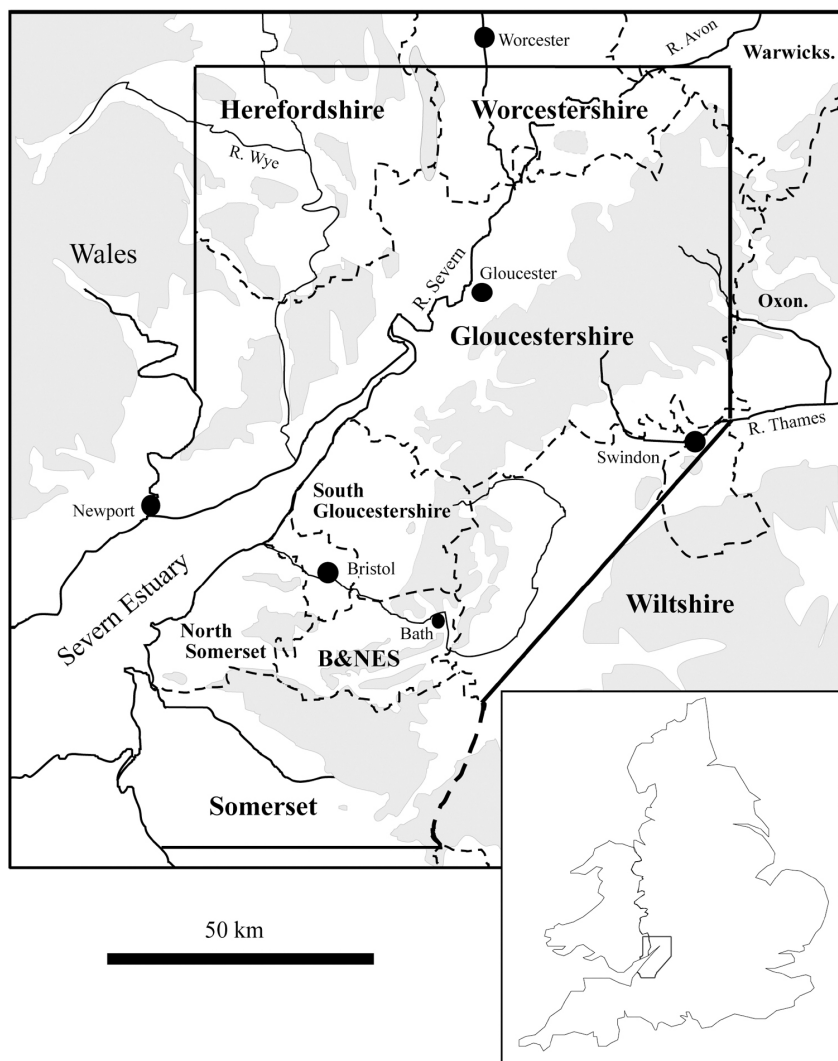 Worcester
R. Avon
Warwicks.
Herefordshire
Worcestershire
R. Wye
Wales
R. Severn
Gloucester
Oxon.
Gloucestershire
R. Thames
Swindon
South
Gloucestershire
Newport
Bristol
Severn Estuary
Wiltshire
North
Somerset
Bath
B&NES
Somerset
50 km